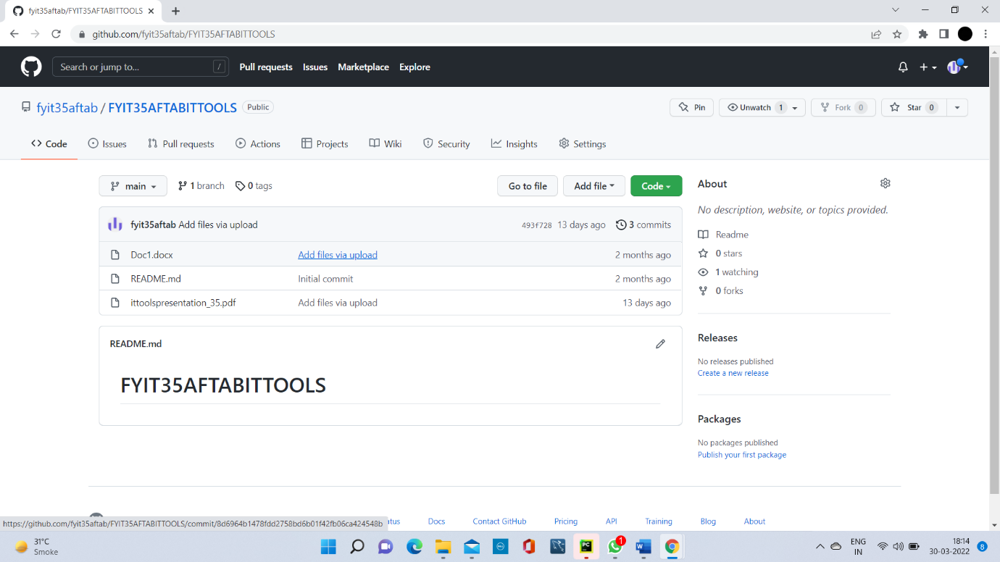 fyit35aftab/FYIT35AFTABITTOOLS
github.com/fyit35aftab/FYIT35AFTABITTOOLS
Search or jump to... / Pull requests Issues Marketplace Explore
fyit35aftab / FYIT35AFTABITTOOLS Public Pin Unwatch 1 Fork 0 Star 0
Code Issues Pull requests Actions Projects Wiki Security Insights Settings
main 1 branch 0 tags Go to file Add file Code
fyit35aftab Add files via upload 493f728 13 days ago 3 commits
Doc1.docx Add files via upload 2 months ago
README.md Initial commit 2 months ago
ittoolspresentation_35.pdf Add files via upload 13 days ago
README.md
FYIT35AFTABITTOOLS
About
No description, website, or topics provided.
Readme
0 stars
1 watching
0 forks
Releases
No releases published
Create a new release
Packages
No packages published
Publish your first package
https://github.com/fyit35aftab/FYIT35AFTABITTOOLS/commit/8d6964b1478fdd2758bd6b01f42fb06ca424548b
Docs Contact GitHub Pricing API Training Blog About
31°C
Smoke
PC
1
W
ENG
IN
18:14
30-03-2022
8